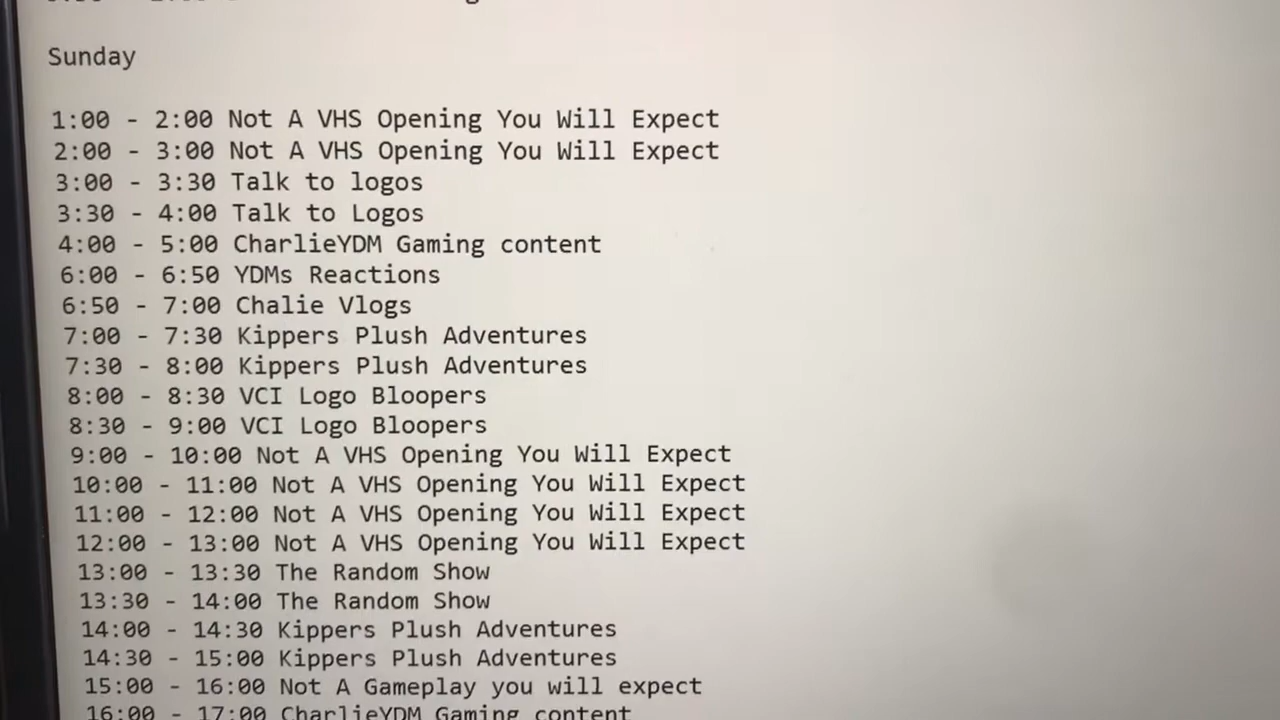 Sunday
1:00 - 2:00 Not A VHS Opening You Will Expect
2:00 - 3:00 Not A VHS Opening You Will Expect
3:00 - 3:30 Talk to logos
3:30 - 4:00 Talk to Logos
4:00 - 5:00 CharlieYDM Gaming content
6:00 - 6:50 YDMs Reactions
6:50 - 7:00 Chalie Vlogs
7:00 - 7:30 Kippers Plush Adventures
7:30 - 8:00 Kippers Plush Adventures
8:00 - 8:30 VCI Logo Bloopers
8:30 - 9:00 VCI Logo Bloopers
9:00 - 10:00 Not A VHS Opening You Will Expect
10:00 - 11:00 Not A VHS Opening You Will Expect
11:00 - 12:00 Not A VHS Opening You Will Expect
12:00 - 13:00 Not A VHS Opening You Will Expect
13:00 - 13:30 The Random Show
13:30 - 14:00 The Random Show
14:00 - 14:30 Kippers Plush Adventures
14:30 - 15:00 Kippers Plush Adventures
15:00 - 16:00 Not A Gameplay you will expect
16:00 - 17:00 CharlieYDM Gaming content